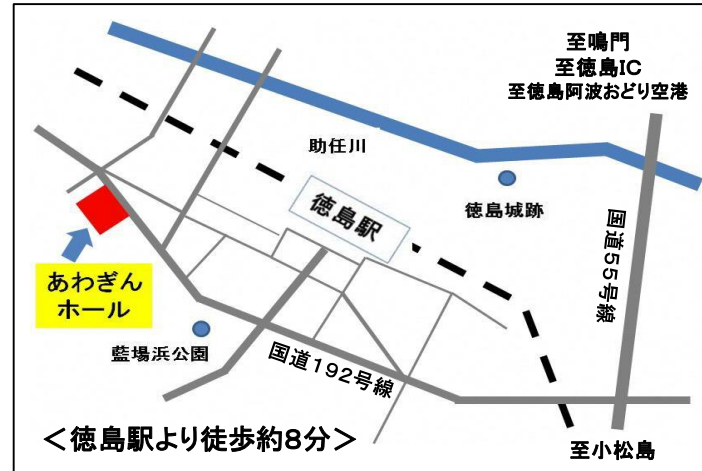 至鳴門
至徳島IC
至徳島阿波おどり空港
助任川
徳島城跡
徳島駅
国道55号線
あわぎん
ホール
藍場浜公園
国道192号線
＜徳島駅より徒歩約8分＞
至小松島